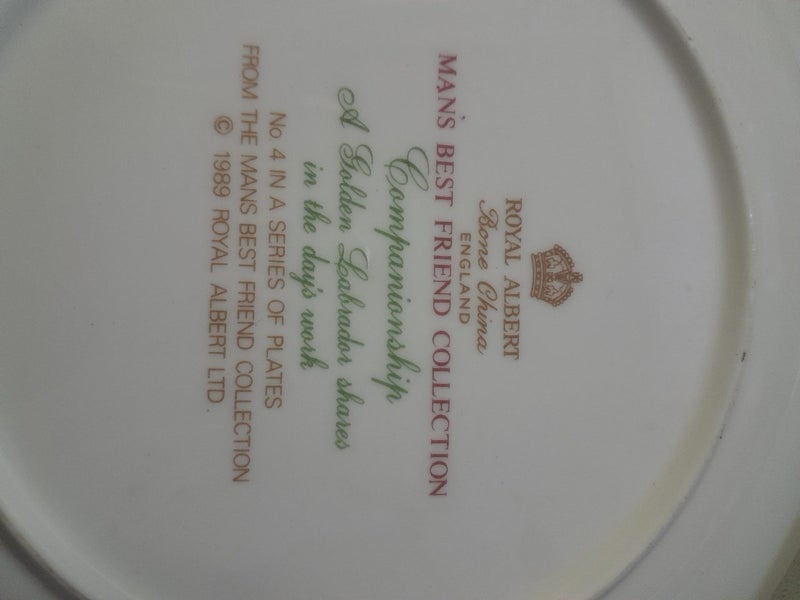 ROYAL ALBERT
Bone China
ENGLAND
MAN'S BEST FRIEND COLLECTION
Companionship
A Golden Labrador shares
in the day's work
No 4 IN A SERIES OF PLATES
FROM THE MANS BEST FRIEND COLLECTION
© 1989 ROYAL ALBERT LTD